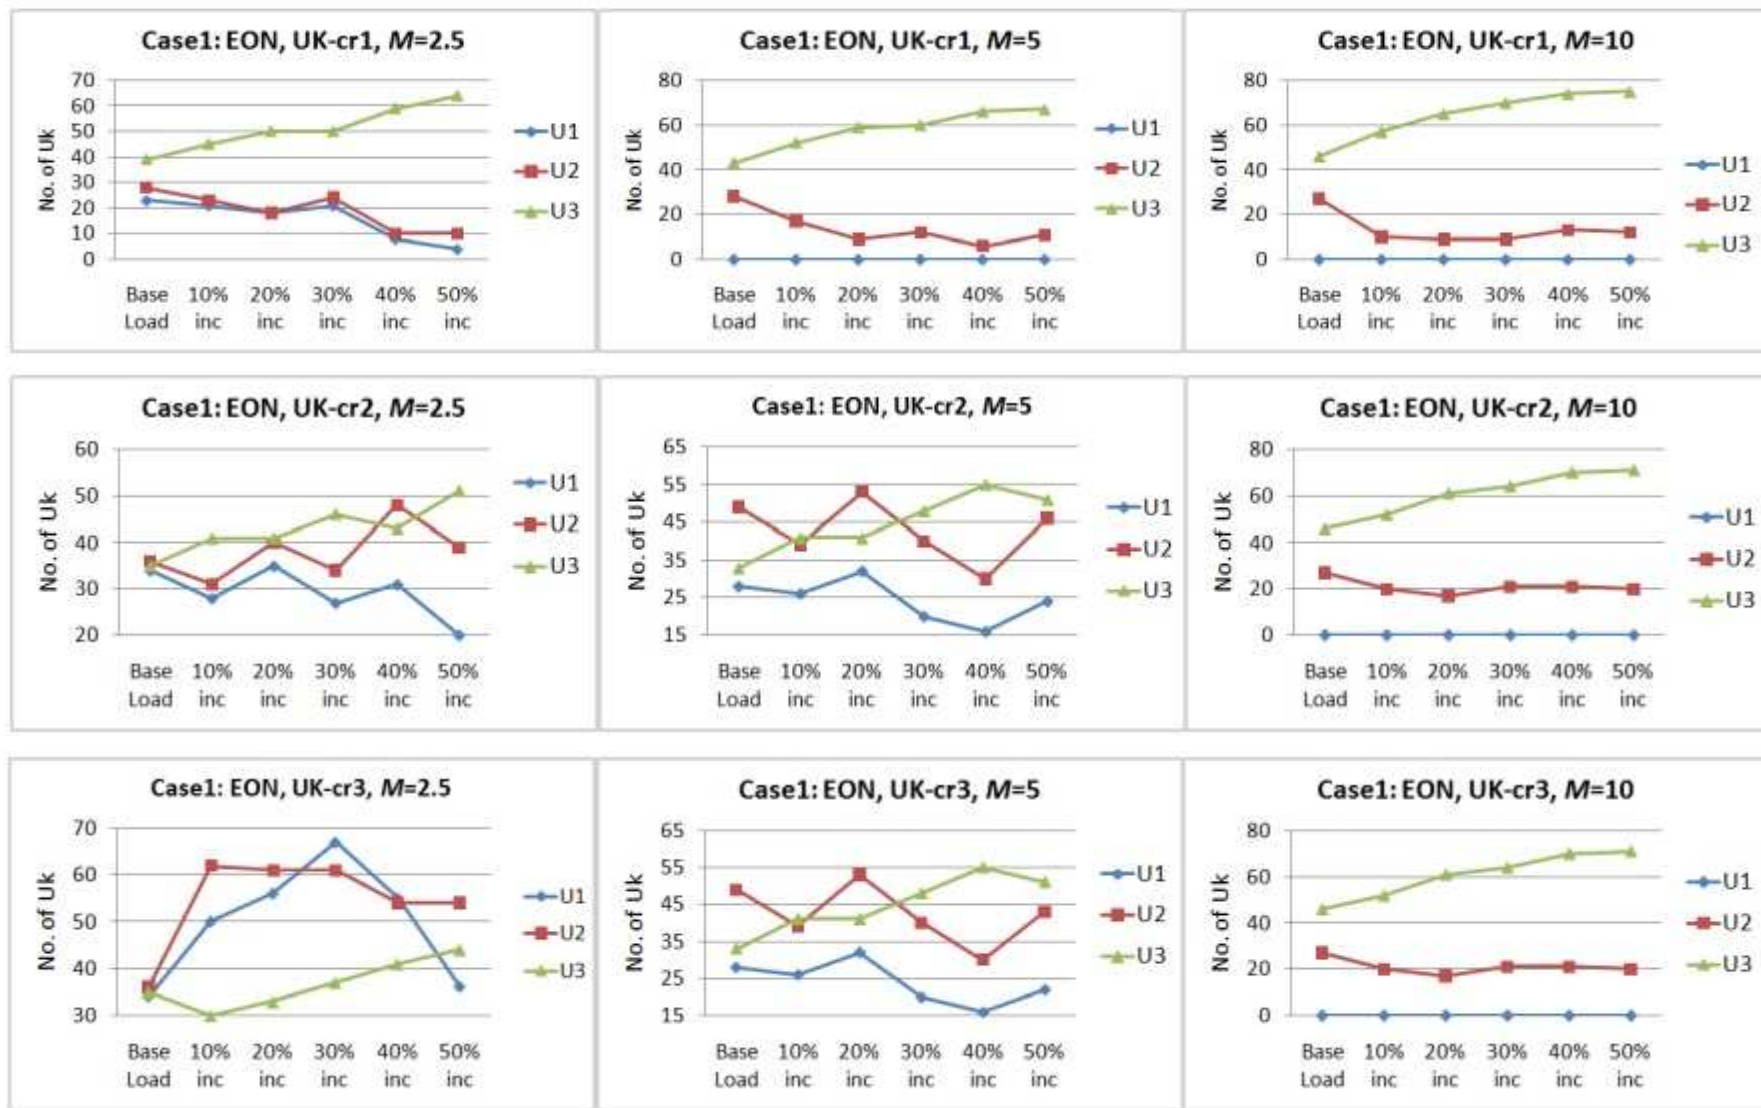 Case1: EON, UK-cr1, M=2.5
No. of Uk
70
60
50
40
30
20
10
0
Base Load
10% inc
20% inc
30% inc
40% inc
50% inc
U1
U2
U3
Case1: EON, UK-cr1, M=5
No. of Uk
80
60
40
20
0
Base Load
10% inc
20% inc
30% inc
40% inc
50% inc
U1
U2
U3
Case1: EON, UK-cr1, M=10
No. of Uk
80
60
40
20
0
Base Load
10% inc
20% inc
30% inc
40% inc
50% inc
U1
U2
U3
Case1: EON, UK-cr2, M=2.5
No. of Uk
60
50
40
30
20
Base Load
10% inc
20% inc
30% inc
40% inc
50% inc
U1
U2
U3
Case1: EON, UK-cr2, M=5
No. of Uk
65
55
45
35
25
15
Base Load
10% inc
20% inc
30% inc
40% inc
50% inc
U1
U2
U3
Case1: EON, UK-cr2, M=10
No. of Uk
80
60
40
20
0
Base Load
10% inc
20% inc
30% inc
40% inc
50% inc
U1
U2
U3
Case1: EON, UK-cr3, M=2.5
No. of Uk
70
60
50
40
30
Base Load
10% inc
20% inc
30% inc
40% inc
50% inc
U1
U2
U3
Case1: EON, UK-cr3, M=5
No. of Uk
65
55
45
35
25
15
Base Load
10% inc
20% inc
30% inc
40% inc
50% inc
U1
U2
U3
Case1: EON, UK-cr3, M=10
No. of Uk
80
60
40
20
0
Base Load
10% inc
20% inc
30% inc
40% inc
50% inc
U1
U2
U3